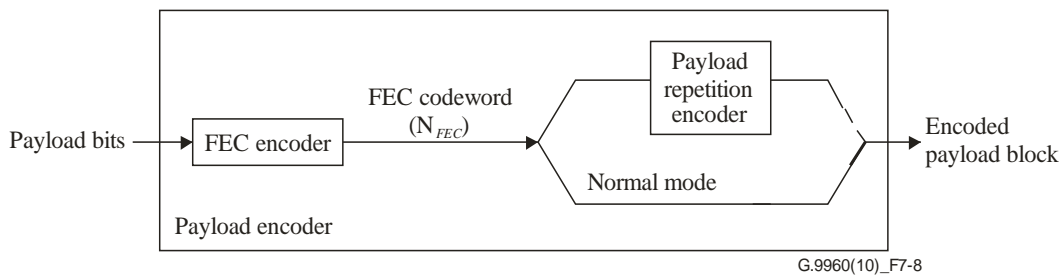 Payload bits
FEC encoder
FEC codeword
(N_FEC)
Payload
repetition
encoder
Normal mode
Encoded
payload block
Payload encoder
G.9960(10)_F7-8